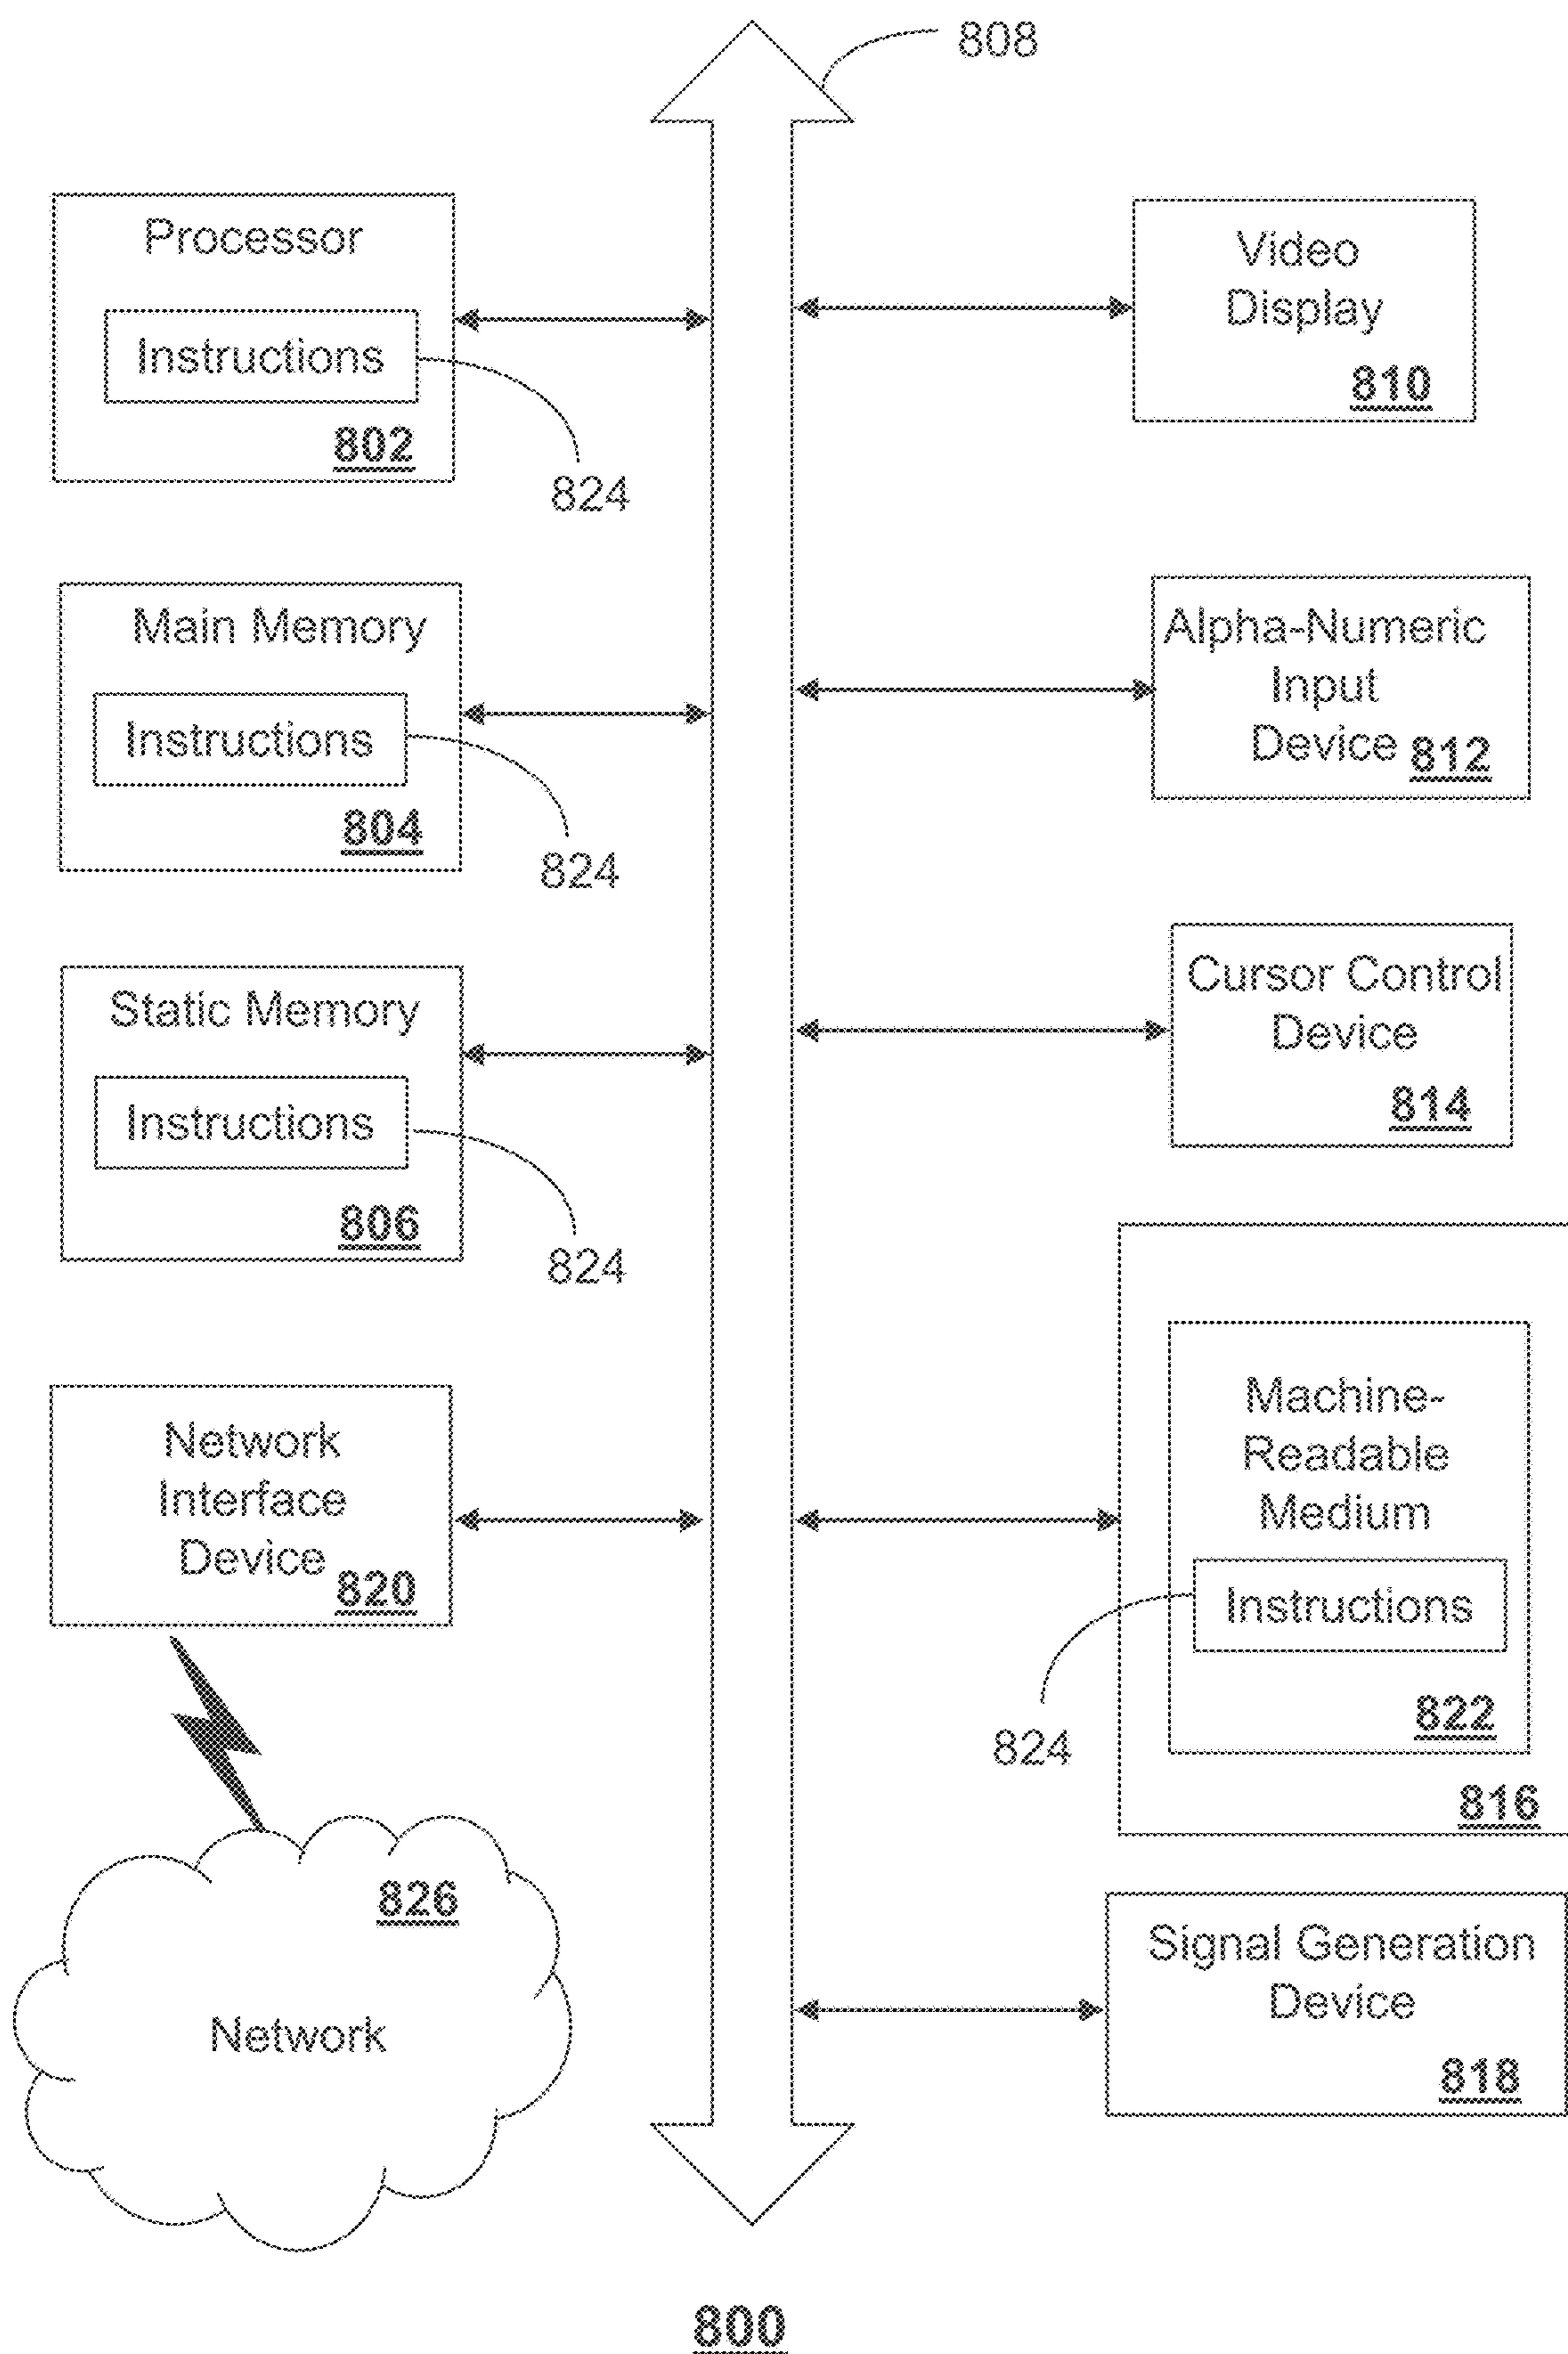 808
Processor
Instructions
802
824
Video
Display
810
Main Memory
Instructions
804
824
Alpha-Numeric
Input
Device 812
Static Memory
Instructions
806
824
Cursor Control
Device
814
Network
Interface
Device 820
Machine-
Readable
Medium
Instructions
822
824
816
826
Network
Signal Generation
Device
818
800